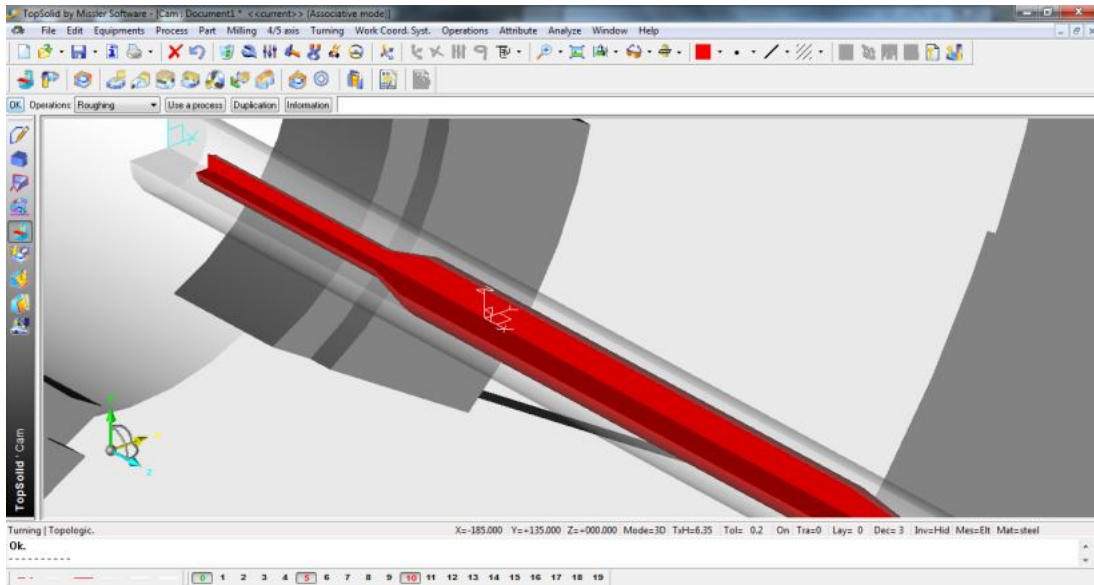 TopSolid by Missler Software - [Cam : Document1 * <<current>> (Associative mode)]
File Edit Equipments Process Part Milling 4/5 axis Turning Work Coord. Syst. Operations Attribute Analyze Window Help
OK Operations: Roughing Use a process Duplication Information
TopSolid'Cam
Turning | Topologic. X=-185.000 Y=+135.000 Z=+000.000 Mode=3D TxH=6.35 Tol= 0.2 On Tra=0 Lay= 0 Dec= 3 Inv=Hid Mes=Elt Mat=steel
Ok.
----------
0 1 2 3 4 5 6 7 8 9 10 11 12 13 14 15 16 17 18 19